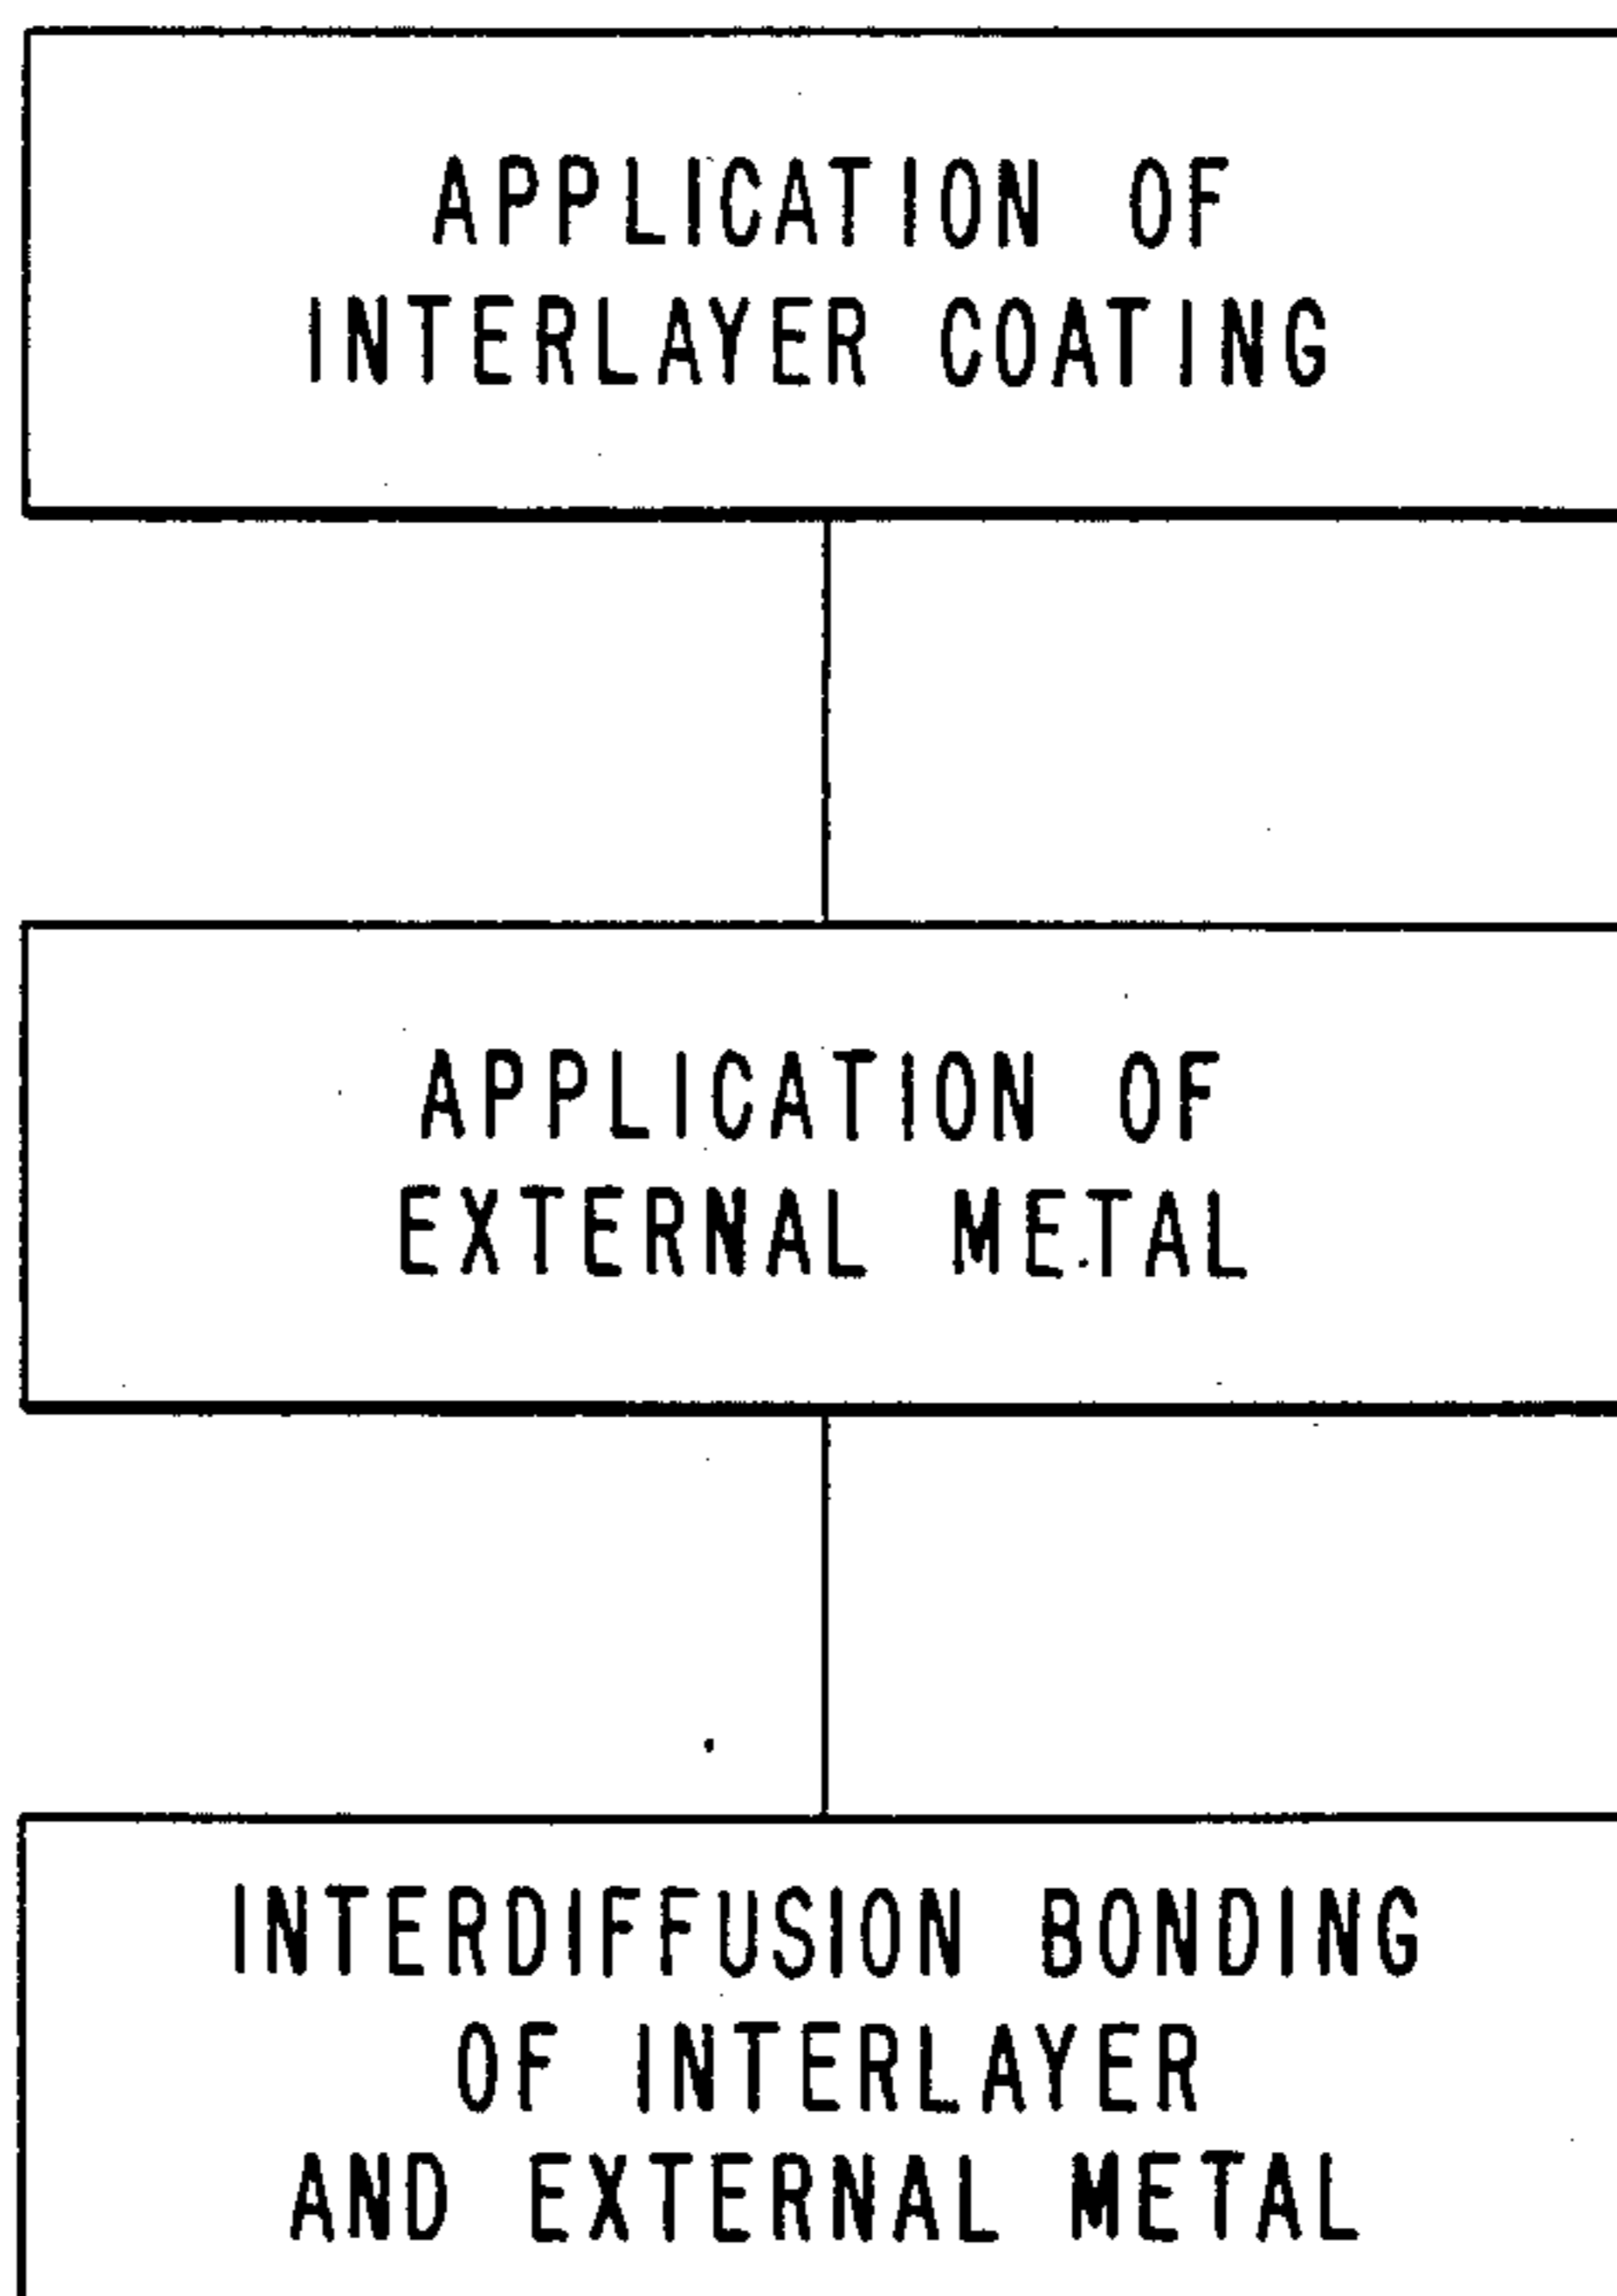 APPLICATION OF
INTERLAYER COATING
APPLICATION OF
EXTERNAL METAL
INTERDIFFUSION BONDING
OF INTERLAYER
AND EXTERNAL METAL